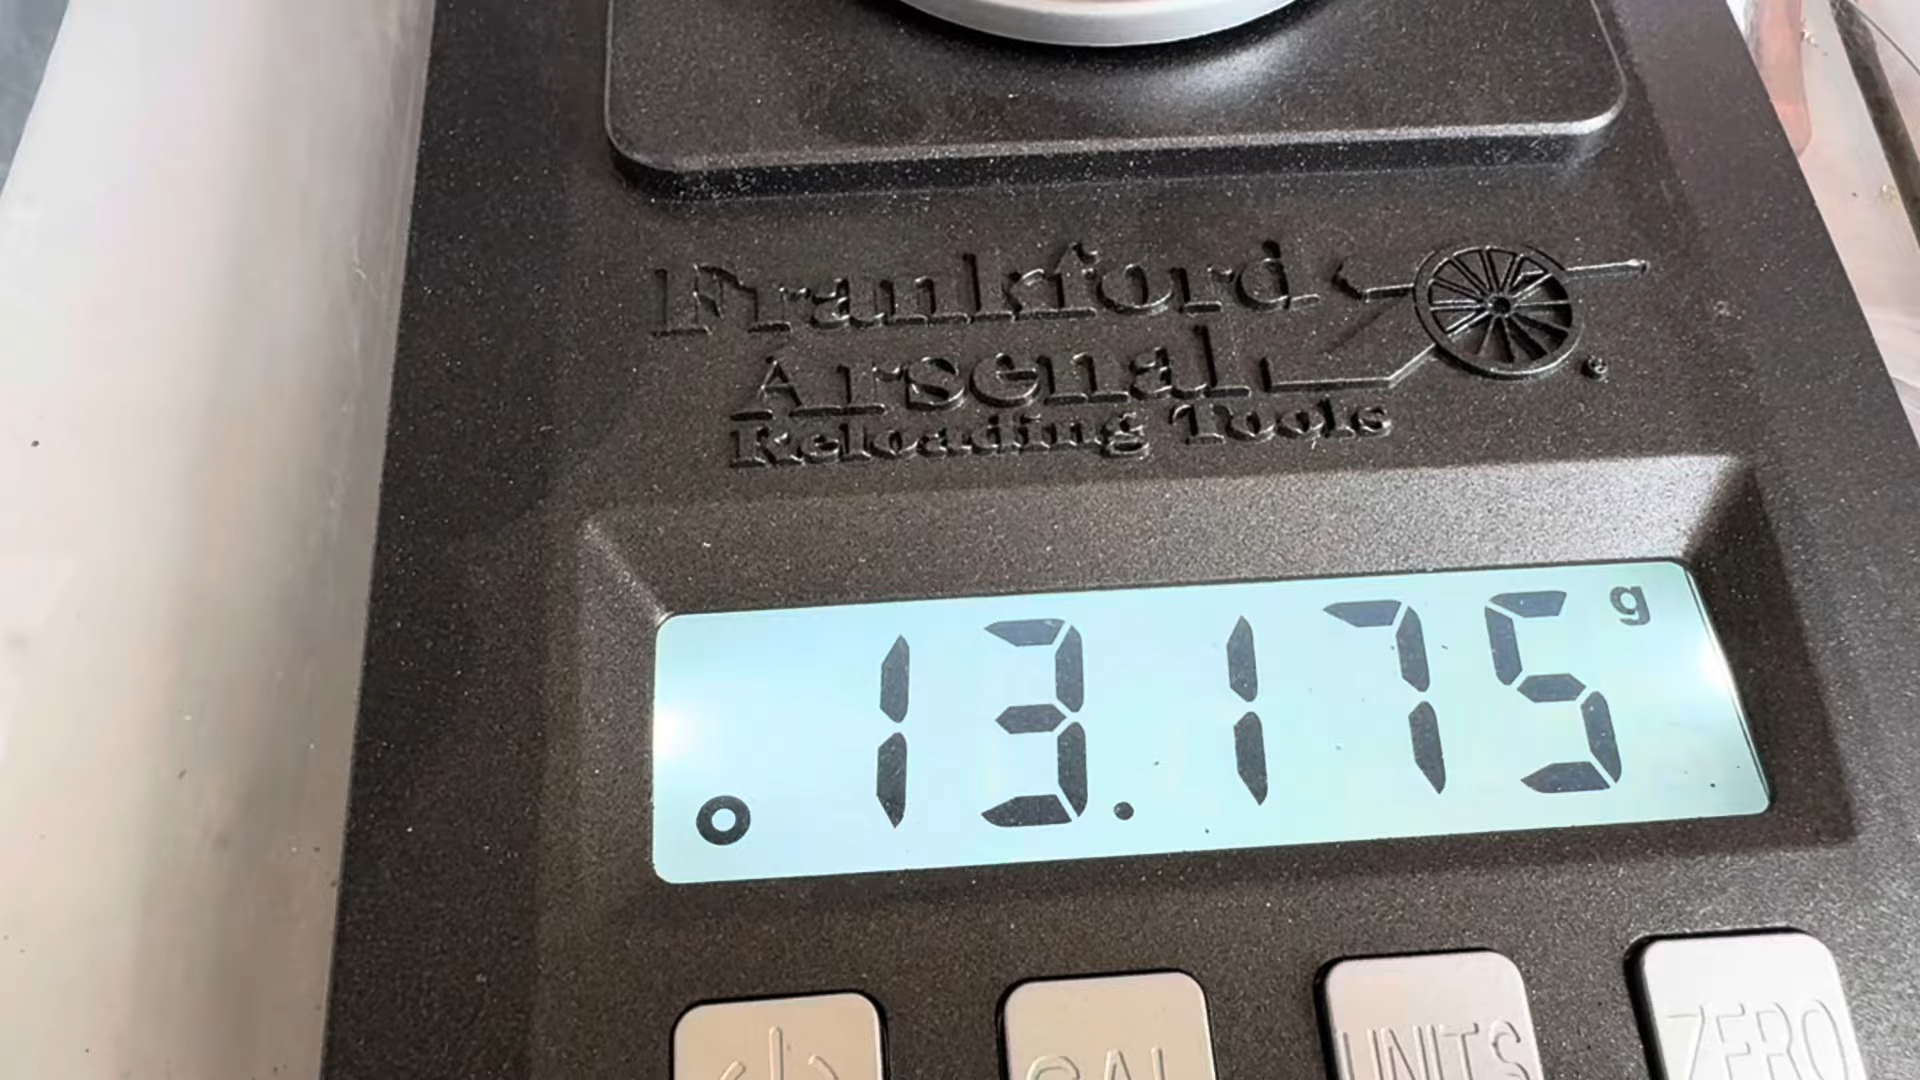 Frankford
Arsenal
Reloading Tools
13.175 g
CAL
UNITS
ZERO